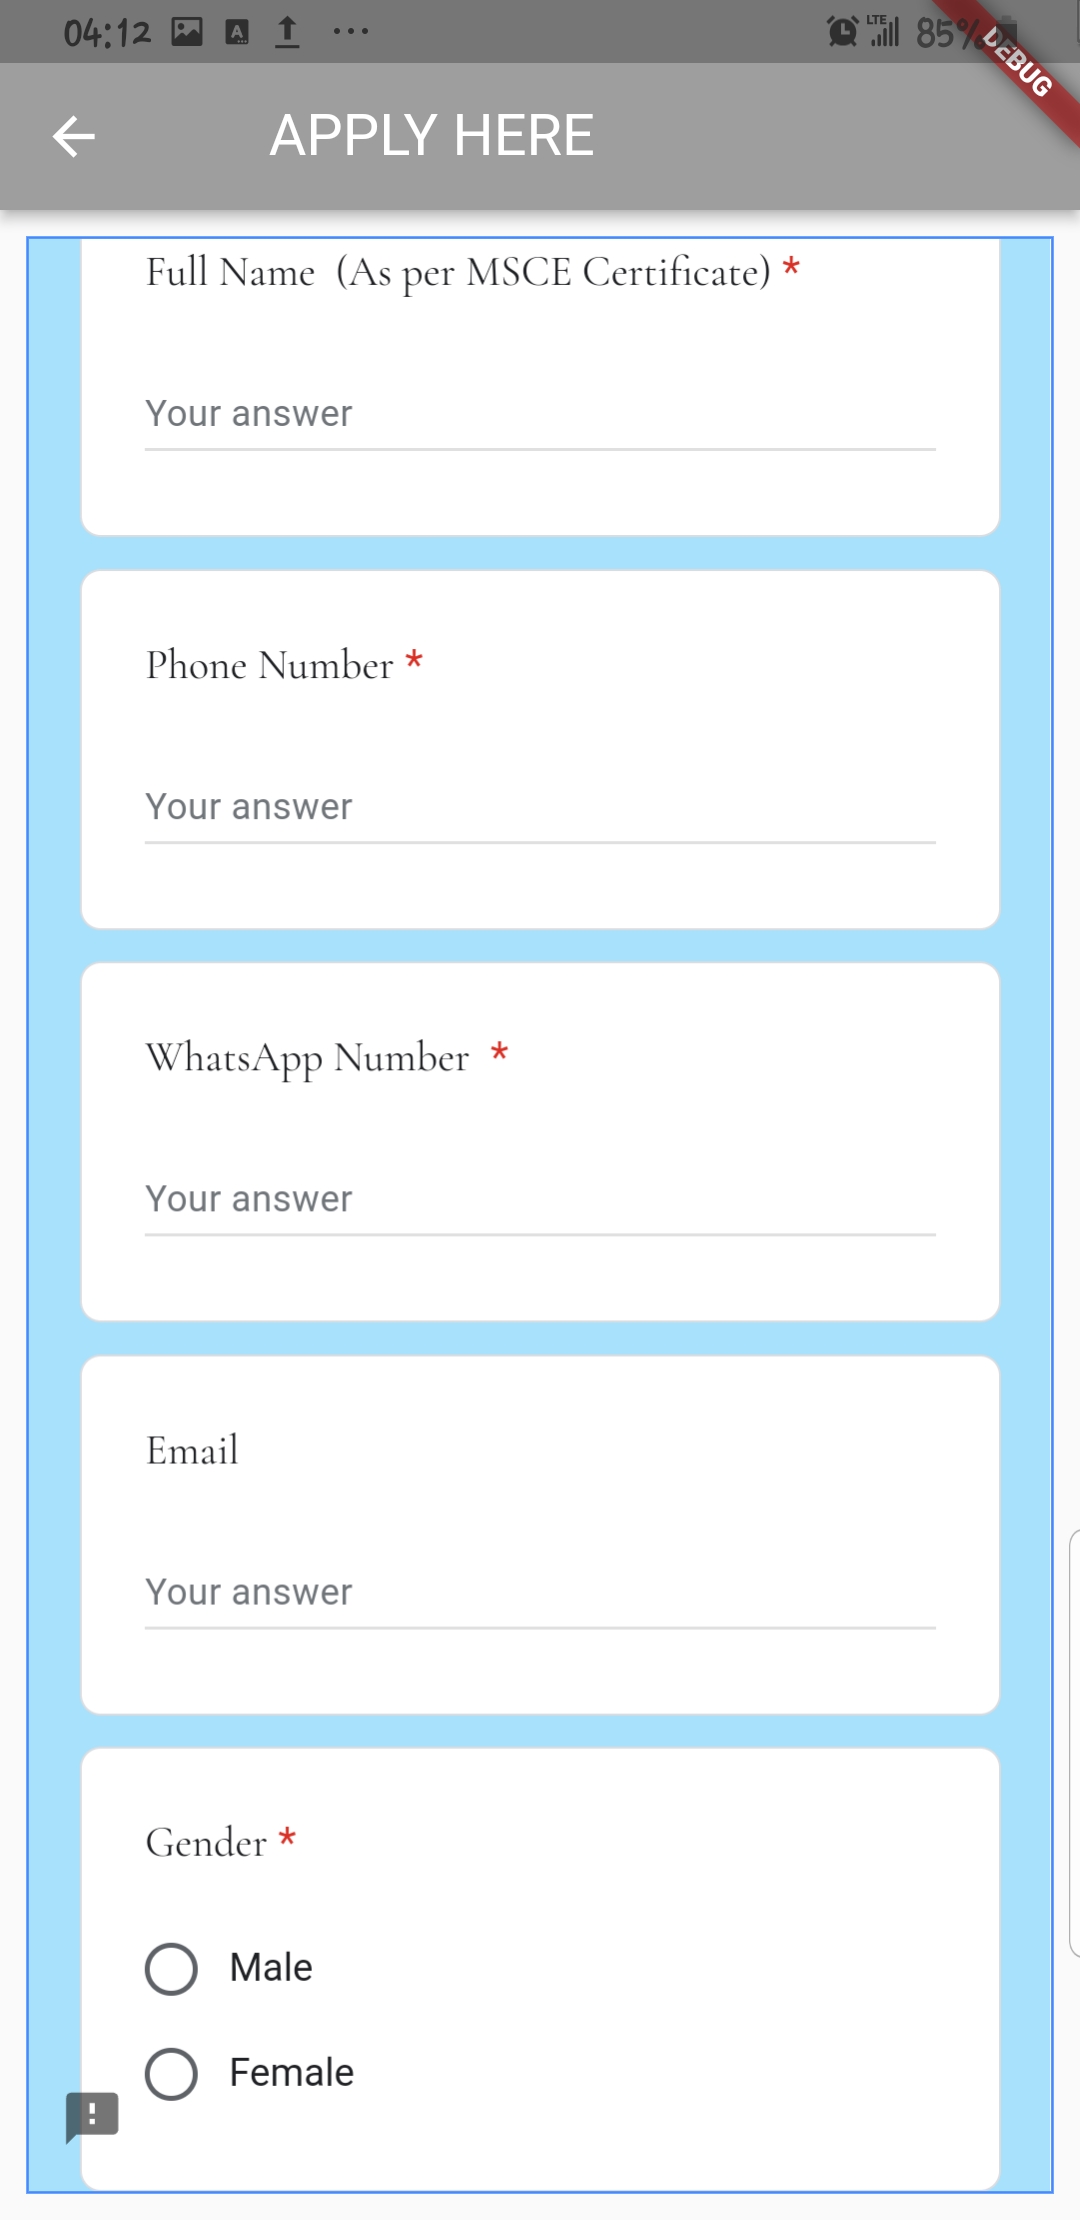 04:12 A ... LTE 85%
DEBUG
APPLY HERE
Full Name (As per MSCE Certificate) *
Your answer
Phone Number *
Your answer
WhatsApp Number *
Your answer
Email
Your answer
Gender *
Male
Female